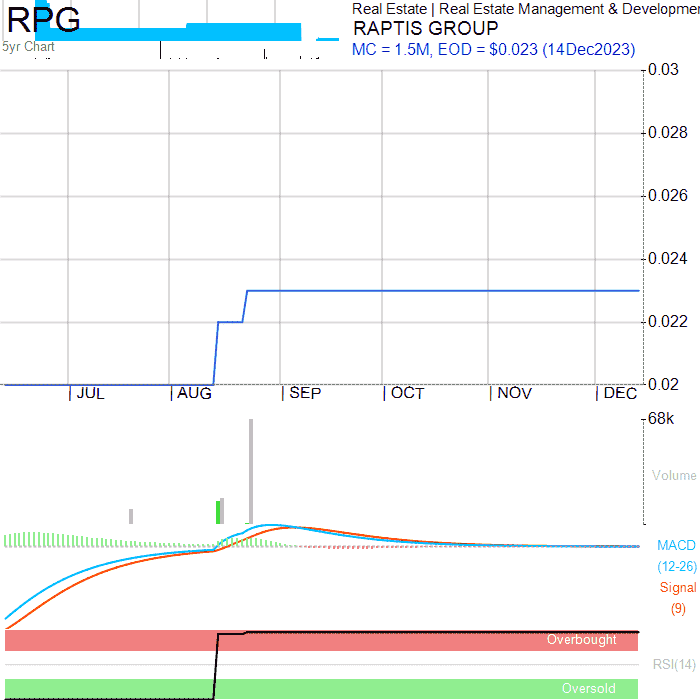 RPG
Real Estate | Real Estate Management & Developmen
RAPTIS GROUP
5yr Chart
MC = 1.5M, EOD = $0.023 (14Dec2023)
0.03
0.028
0.026
0.024
0.022
0.02
JUL
AUG
SEP
OCT
NOV
DEC
68k
Volume
MACD
(12-26)
Signal
(9)
Overbought
RSI(14)
Oversold